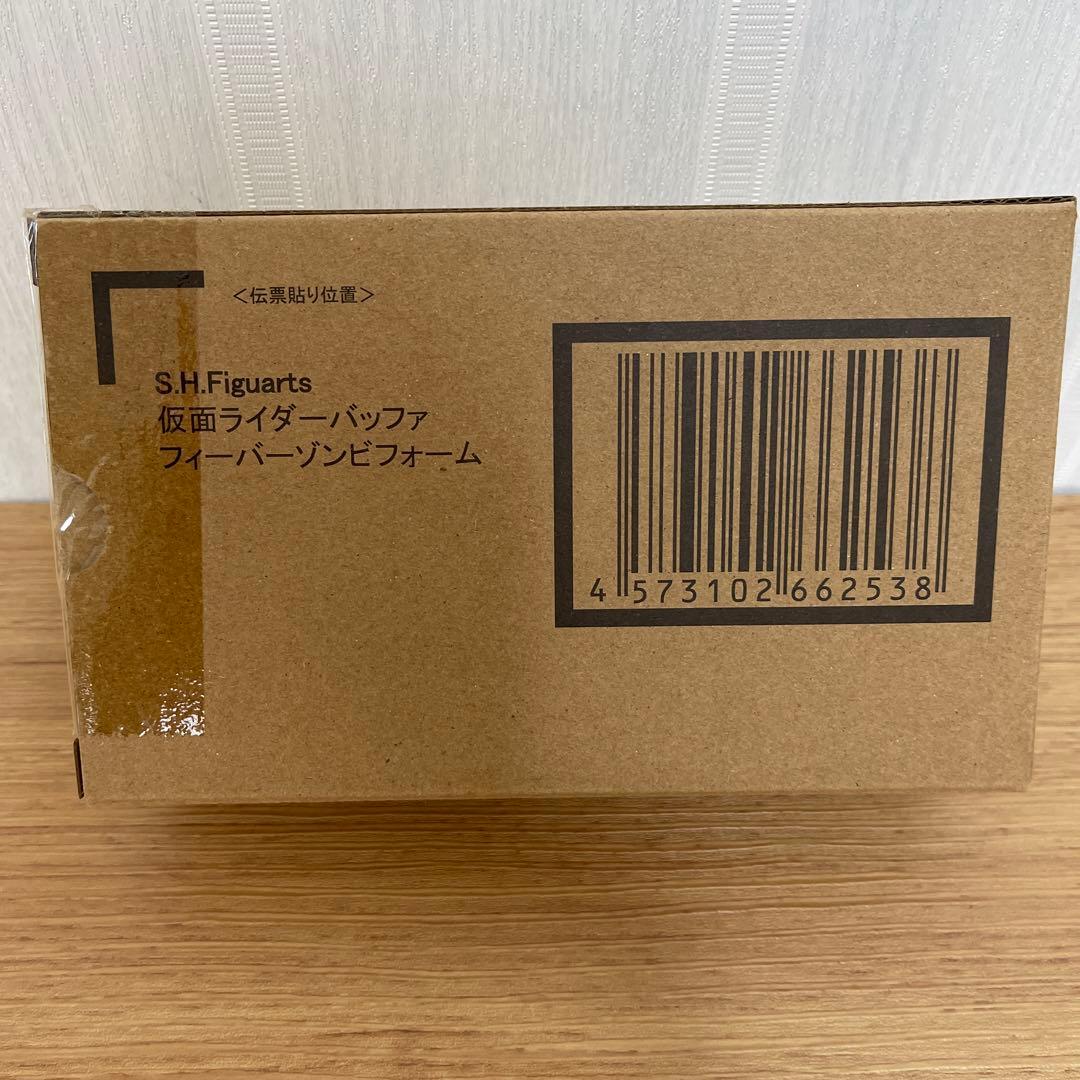 ＜伝票貼り位置＞
S.H.Figuarts
仮面ライダーバッファ
フィーバーゾンビフォーム
4 573102 662538